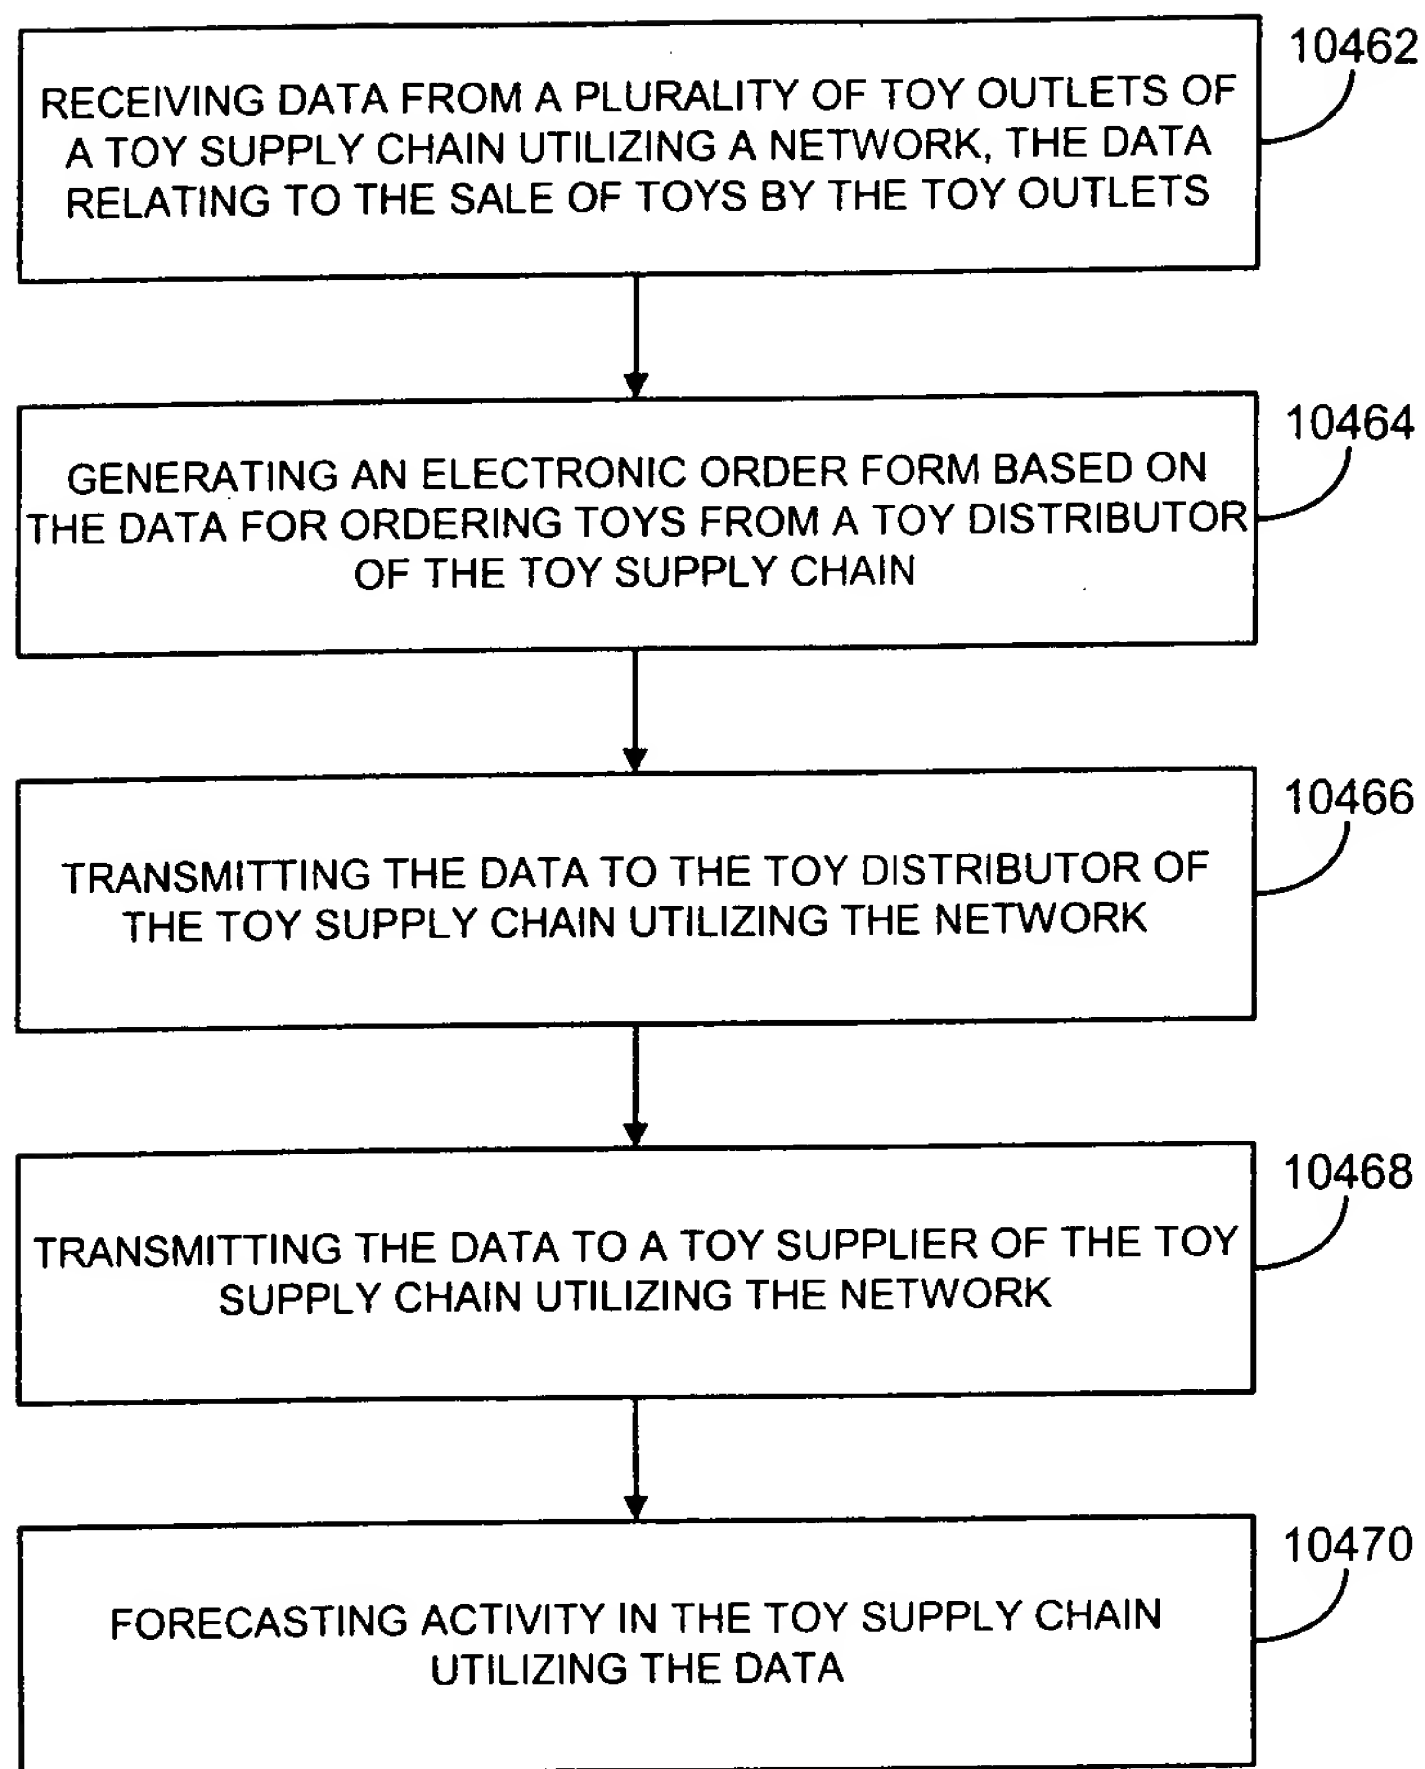 10462
RECEIVING DATA FROM A PLURALITY OF TOY OUTLETS OF
A TOY SUPPLY CHAIN UTILIZING A NETWORK, THE DATA
RELATING TO THE SALE OF TOYS BY THE TOY OUTLETS
10464
GENERATING AN ELECTRONIC ORDER FORM BASED ON
THE DATA FOR ORDERING TOYS FROM A TOY DISTRIBUTOR
OF THE TOY SUPPLY CHAIN
10466
TRANSMITTING THE DATA TO THE TOY DISTRIBUTOR OF
THE TOY SUPPLY CHAIN UTILIZING THE NETWORK
10468
TRANSMITTING THE DATA TO A TOY SUPPLIER OF THE TOY
SUPPLY CHAIN UTILIZING THE NETWORK
10470
FORECASTING ACTIVITY IN THE TOY SUPPLY CHAIN
UTILIZING THE DATA